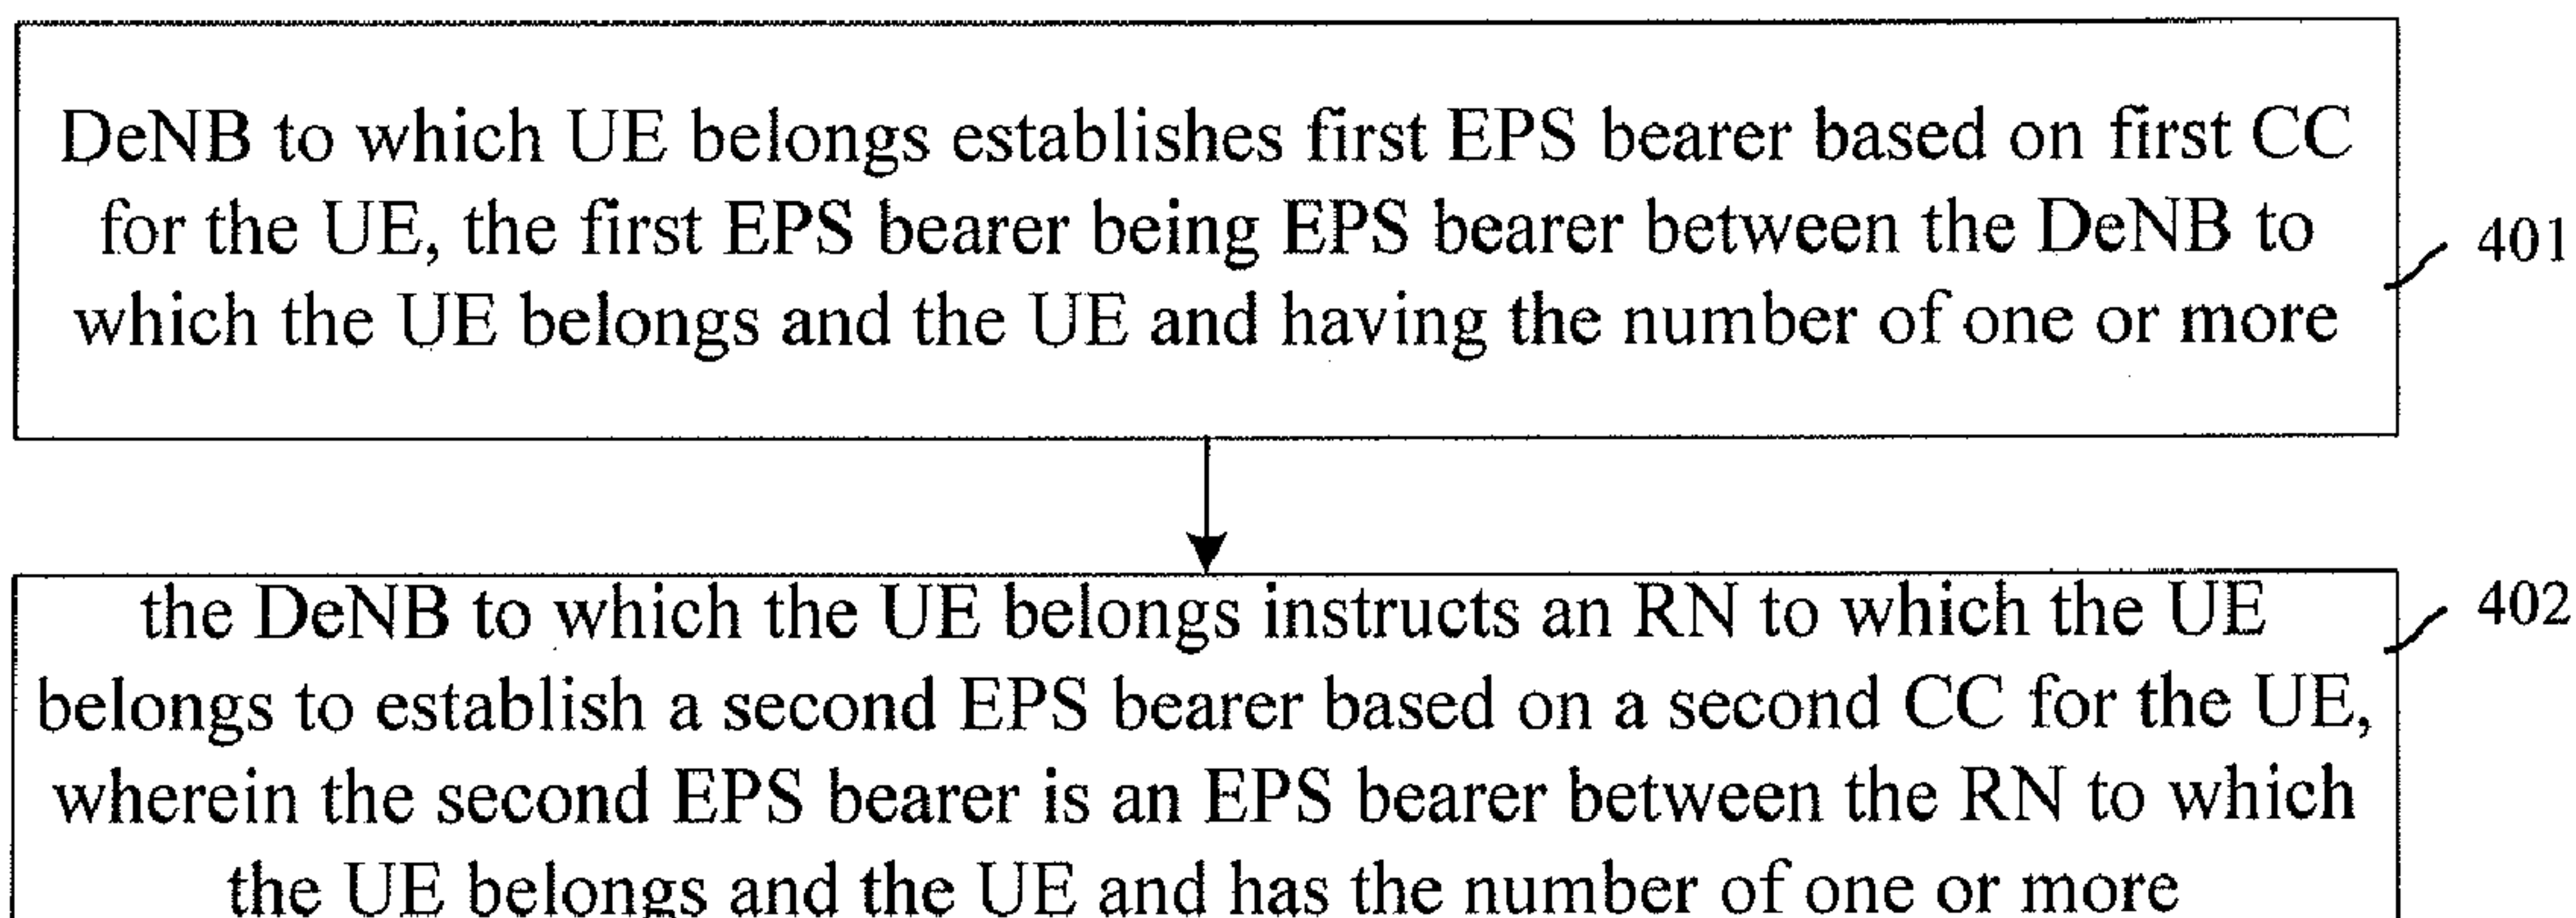 DeNB to which UE belongs establishes first EPS bearer based on first CC
for the UE, the first EPS bearer being EPS bearer between the DeNB to
which the UE belongs and the UE and having the number of one or more
401
the DeNB to which the UE belongs instructs an RN to which the UE
belongs to establish a second EPS bearer based on a second CC for the UE,
wherein the second EPS bearer is an EPS bearer between the RN to which
the UE belongs and the UE and has the number of one or more
402